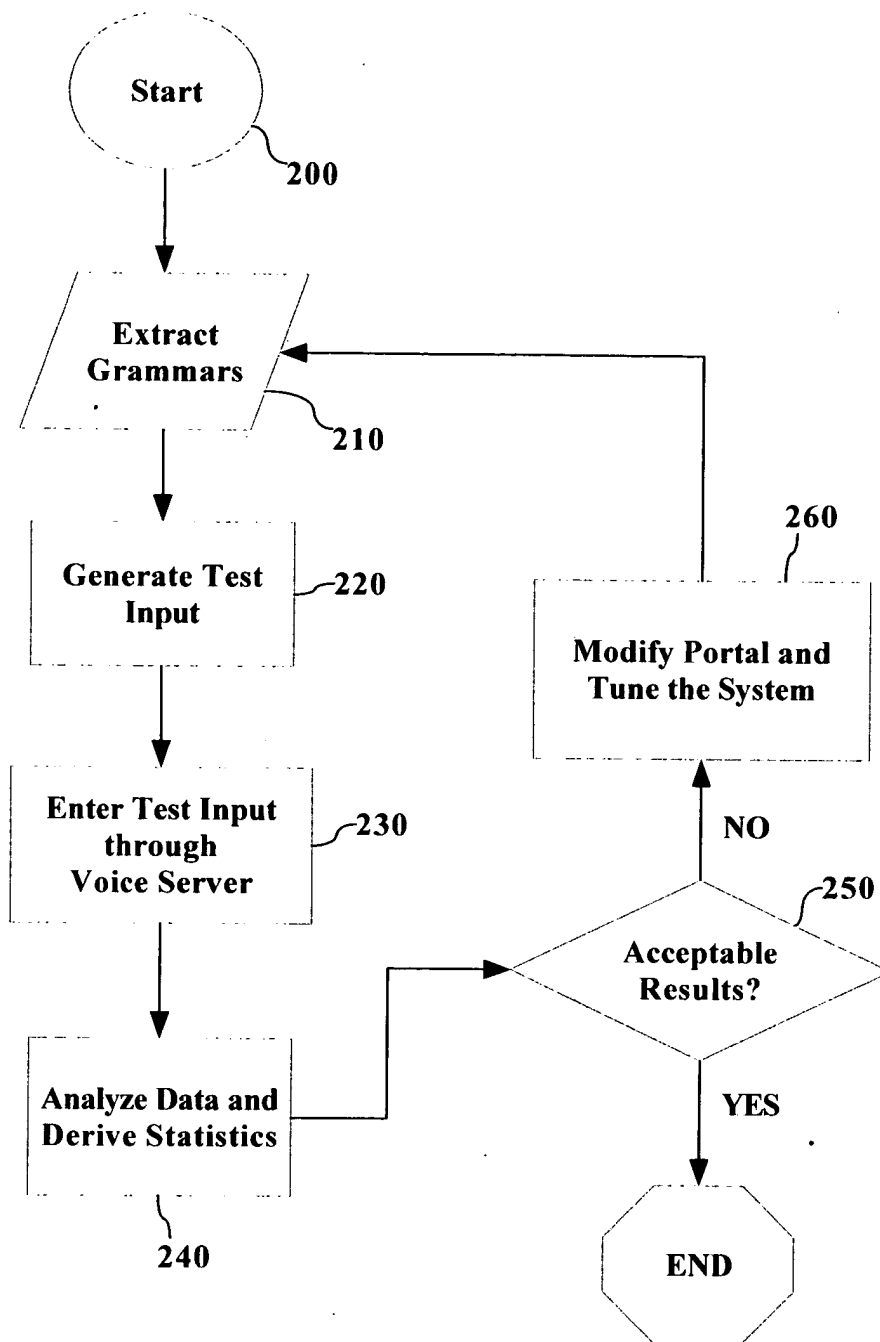 Start
200
Extract
Grammars
210
Generate Test
Input
220
Enter Test Input
through
Voice Server
230
Analyze Data and
Derive Statistics
240
260
Modify Portal and
Tune the System
NO
250
Acceptable
Results?
YES
END